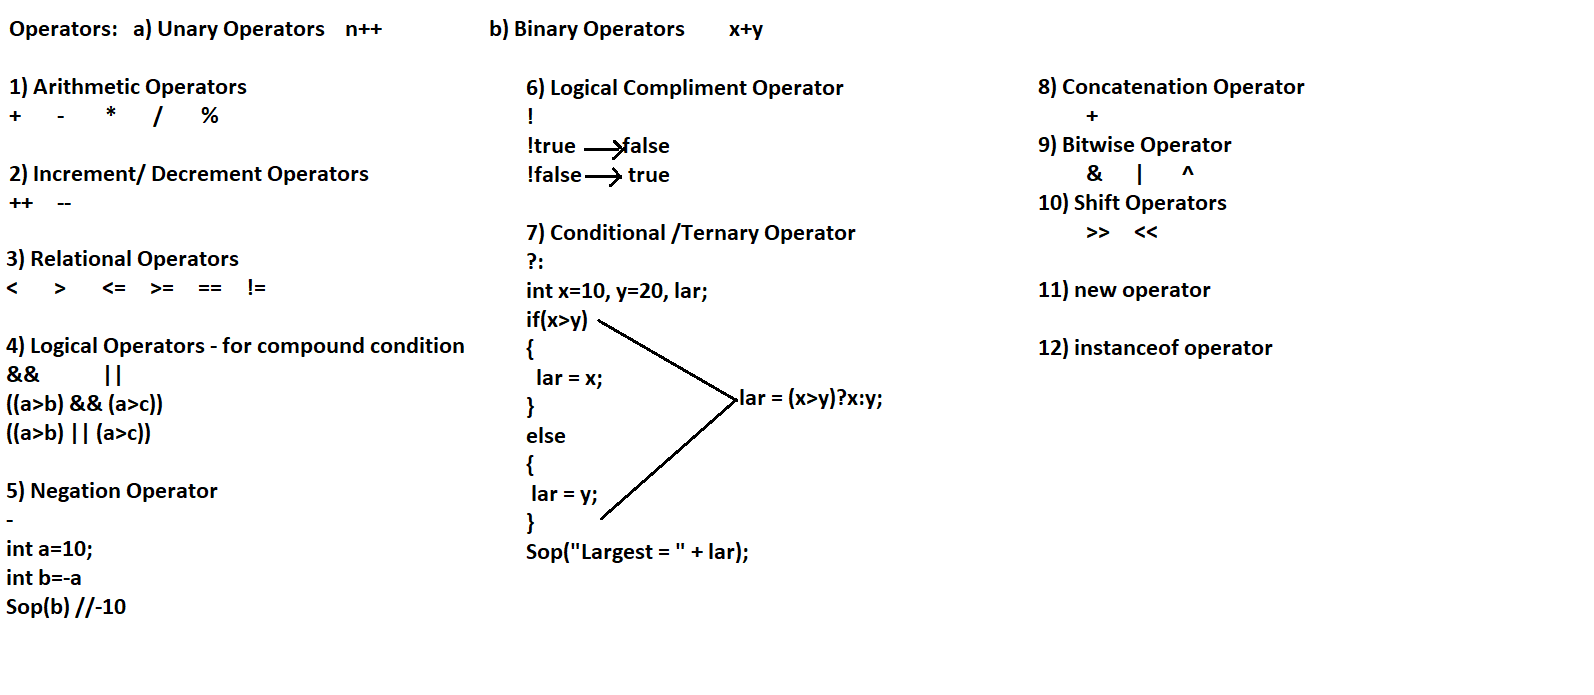 Operators: a) Unary Operators n++ b) Binary Operators x+y
1) Arithmetic Operators
+ - * / %
2) Increment/ Decrement Operators
++ --
3) Relational Operators
< > <= >= == !=
4) Logical Operators - for compound condition
&& ||
((a>b) && (a>c))
((a>b) || (a>c))
5) Negation Operator
-
int a=10;
int b=-a
Sop(b) //-10
6) Logical Compliment Operator
!
!true false
!false true
7) Conditional /Ternary Operator
?:
int x=10, y=20, lar;
if(x>y)
{
lar = x;
}
else
{
lar = y;
}
Sop("Largest = " + lar);
lar = (x>y)?x:y;
8) Concatenation Operator
+
9) Bitwise Operator
& | ^
10) Shift Operators
>> <<
11) new operator
12) instanceof operator